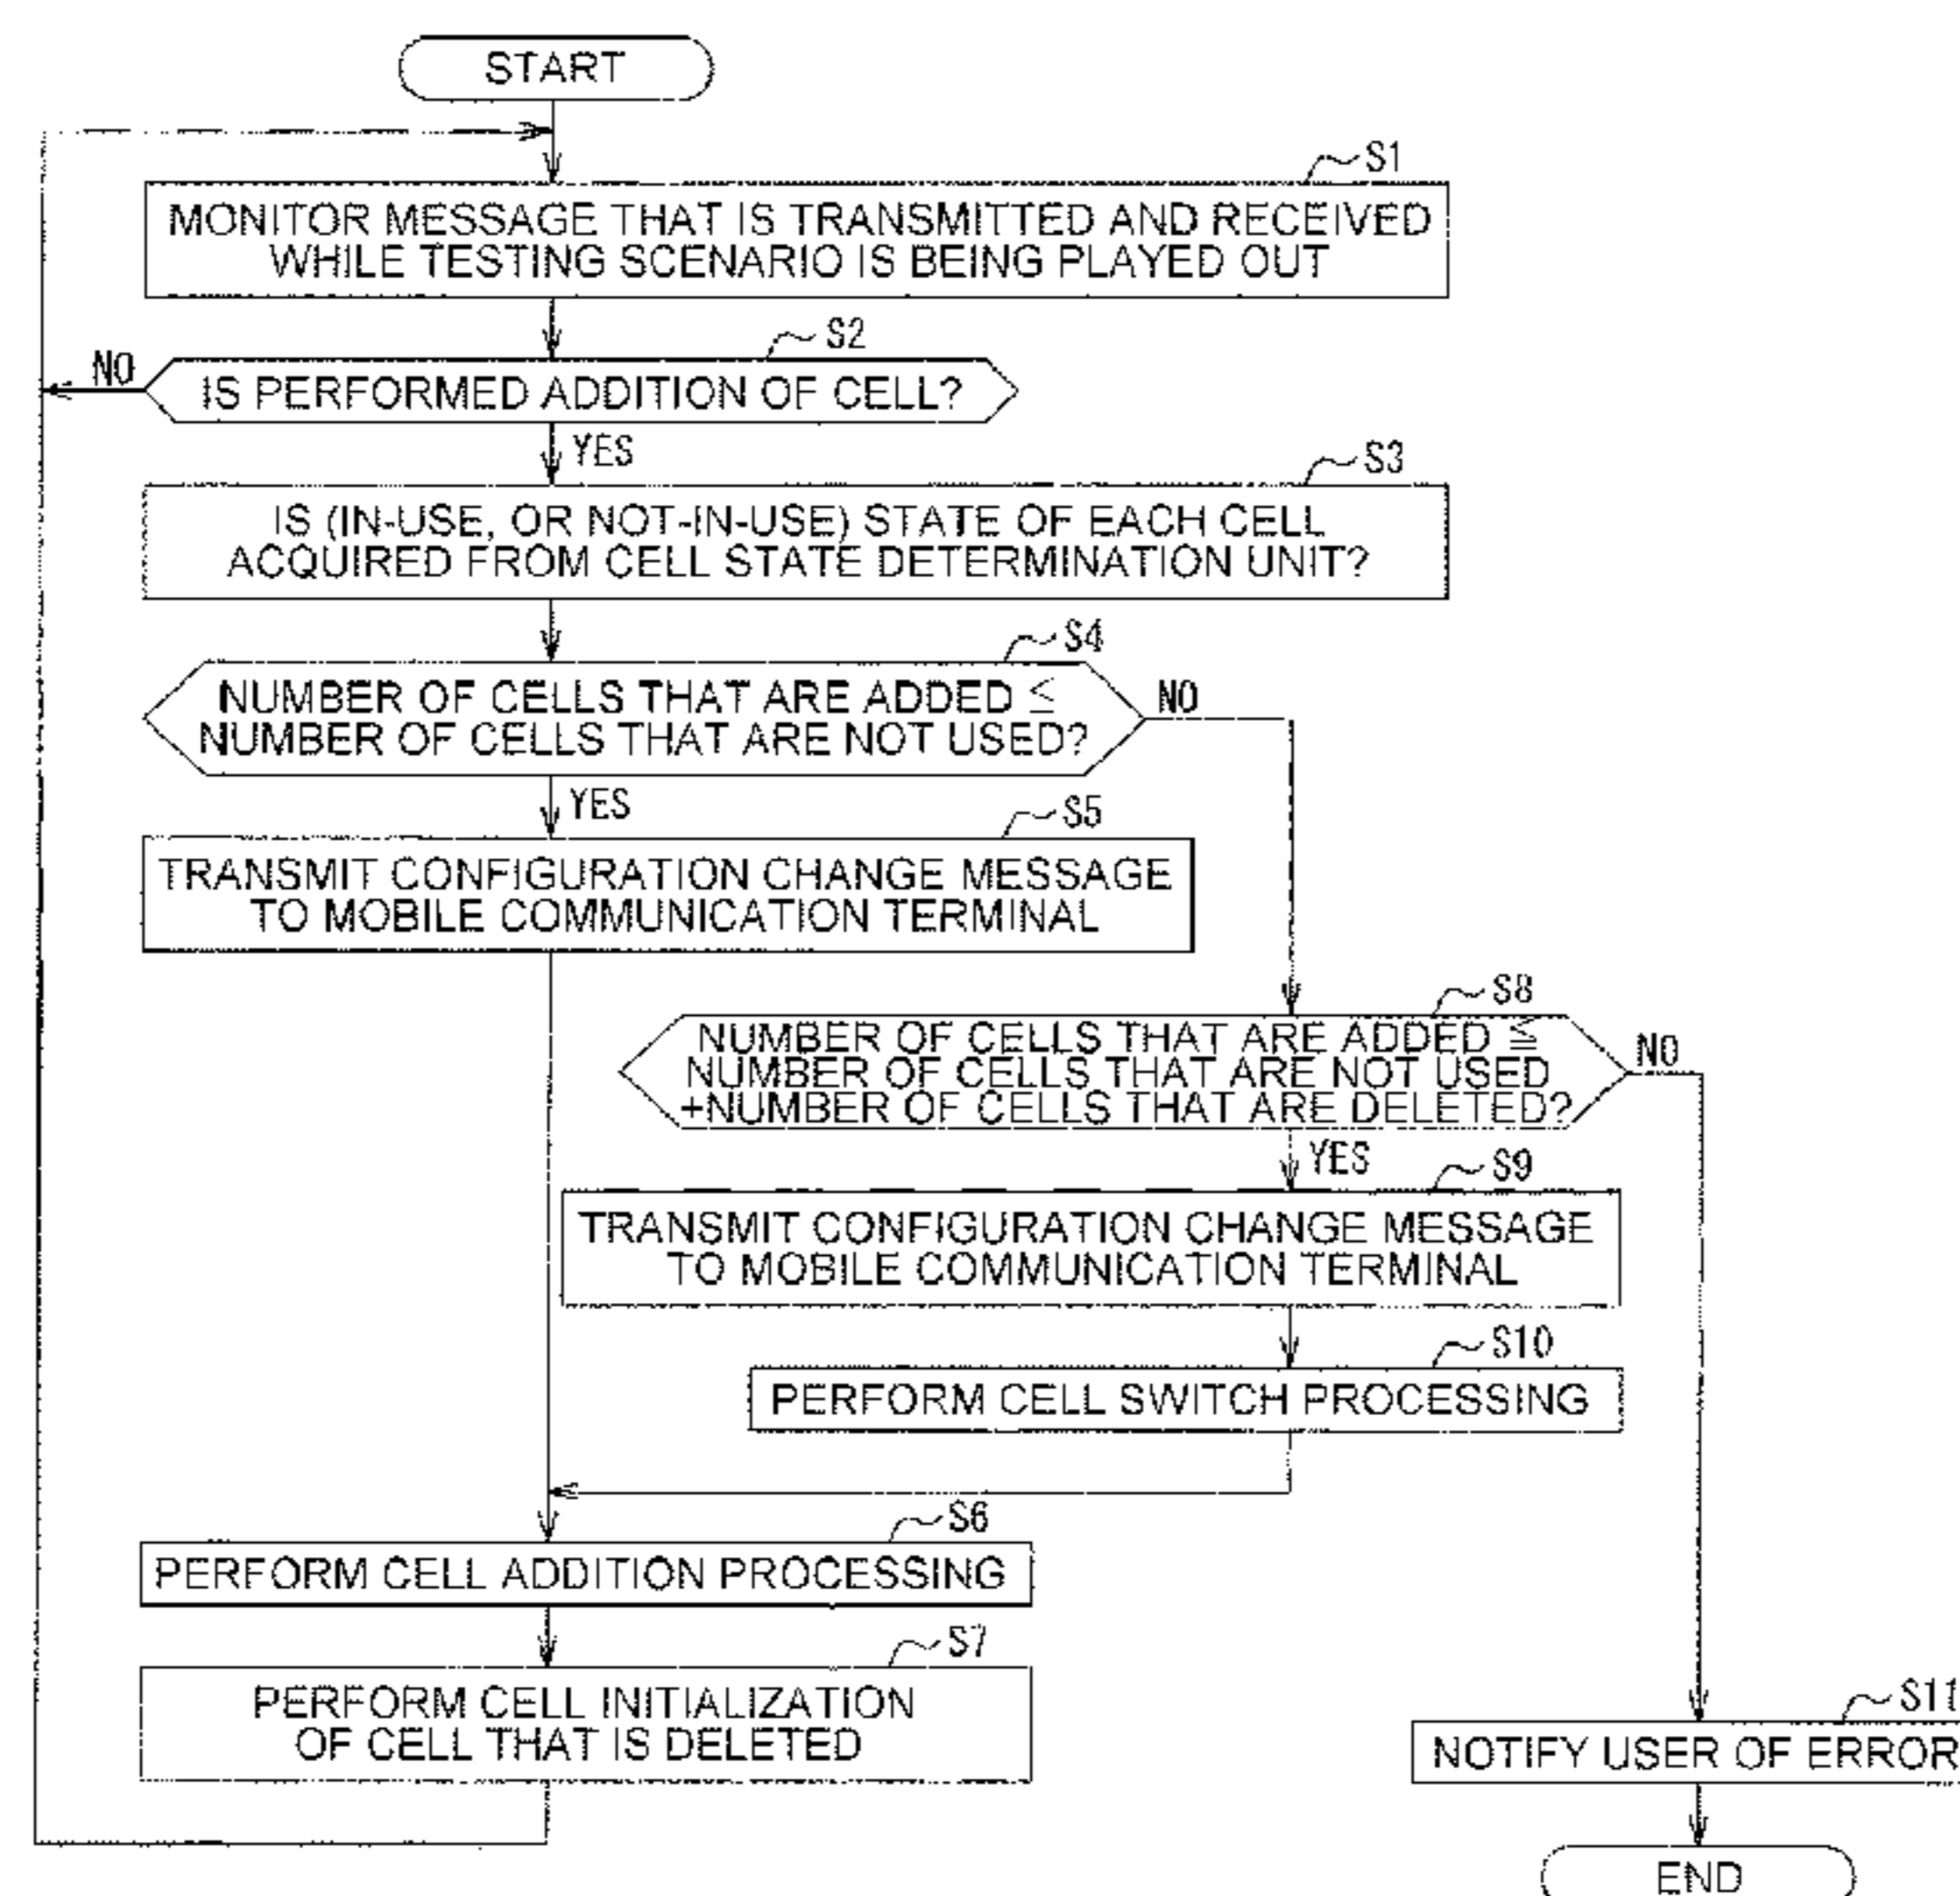 START
S1
MONITOR MESSAGE THAT IS TRANSMITTED AND RECEIVED
WHILE TESTING SCENARIO IS BEING PLAYED OUT
S2
NO
IS PERFORMED ADDITION OF CELL?
YES
S3
IS (IN-USE, OR NOT-IN-USE) STATE OF EACH CELL
ACQUIRED FROM CELL STATE DETERMINATION UNIT?
S4
NUMBER OF CELLS THAT ARE ADDED ≦
NUMBER OF CELLS THAT ARE NOT USED?
NO
YES
S5
TRANSMIT CONFIGURATION CHANGE MESSAGE
TO MOBILE COMMUNICATION TERMINAL
S8
NUMBER OF CELLS THAT ARE ADDED ≦
NUMBER OF CELLS THAT ARE NOT USED
+NUMBER OF CELLS THAT ARE DELETED?
NO
YES
S9
TRANSMIT CONFIGURATION CHANGE MESSAGE
TO MOBILE COMMUNICATION TERMINAL
S10
PERFORM CELL SWITCH PROCESSING
S6
PERFORM CELL ADDITION PROCESSING
S7
PERFORM CELL INITIALIZATION
OF CELL THAT IS DELETED
S11
NOTIFY USER OF ERROR
END